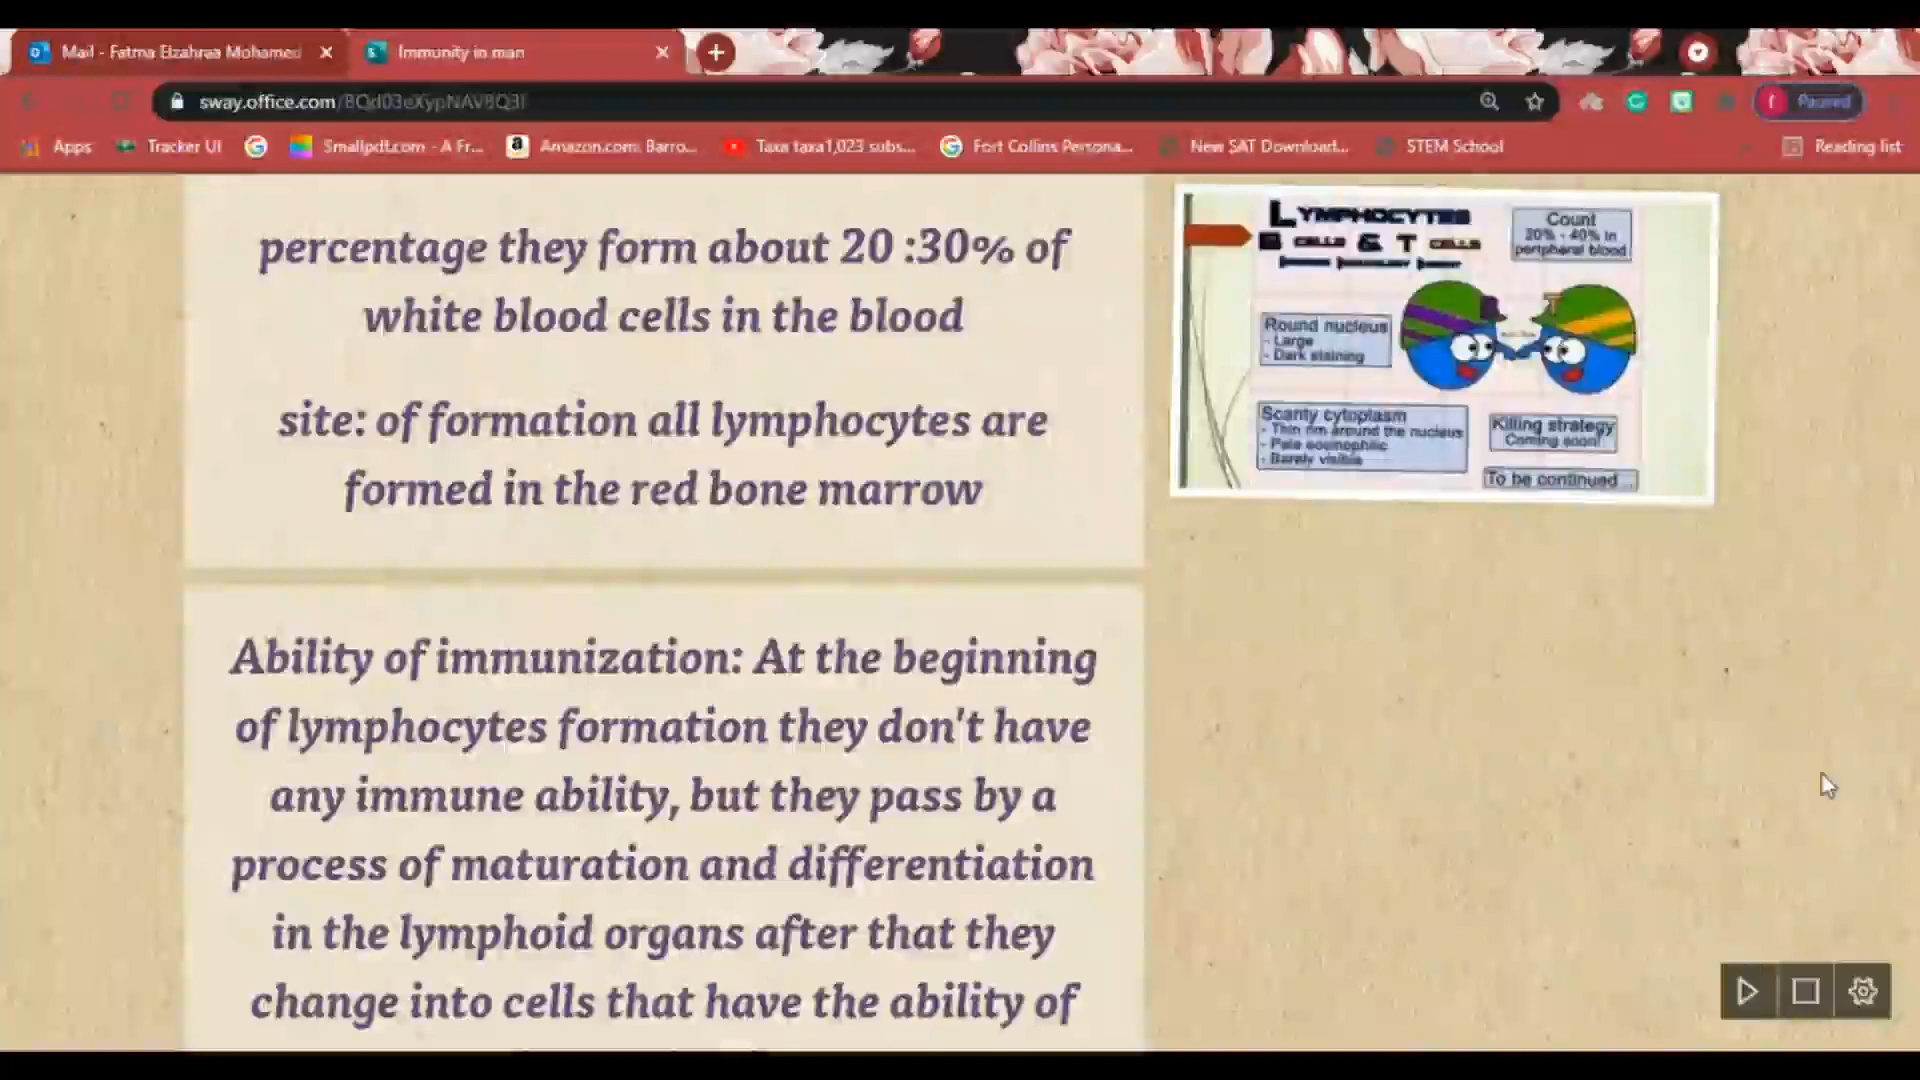 Mail - Fatma Elzahraa Mohamed
Immunity in man
sway.office.com/8QdI03eXypNAV8Q3
Apps
Tracker UI
Smallpdf.com - A Fr...
Amazon.com: Barro...
Taxa taxa1,023 subs...
Fort Collins Persona...
New SAT Download...
STEM School
Paused
Reading list
percentage they form about 20 :30% of
white blood cells in the blood
site: of formation all lymphocytes are
formed in the red bone marrow
Ability of immunization: At the beginning
of lymphocytes formation they don't have
any immune ability, but they pass by a
process of maturation and differentiation
in the lymphoid organs after that they
change into cells that have the ability of
LYMPHOCYTES
B CELLS & T CELLS
Count
20% - 40% in
peripheral blood
Round nucleus
- Large
- Dark staining
Scanty cytoplasm
- Thin rim around the nucleus
- Pale eosinophilic
- Barely visible
Killing strategy
Coming soon!
To be continued...